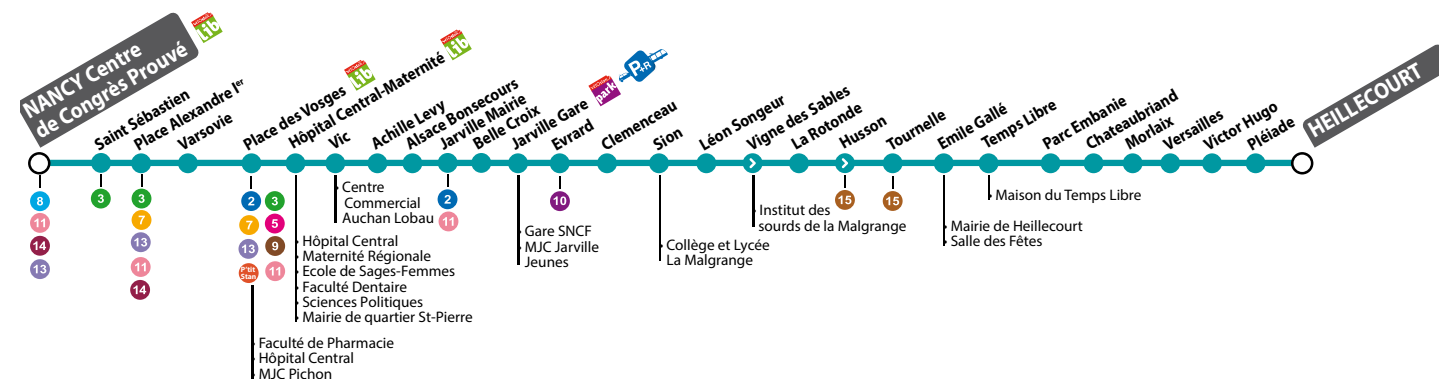 NANCY Centre
de Congrès Prouvé
Lib
Saint Sébastien
Place Alexandre Ier
Varsovie
Place des Vosges
Lib
Hôpital Central-Maternité
Lib
Vic
Achille Levy
Alsace Bonsecours
Jarville Mairie
Belle Croix
Jarville Gare
park
P+R
Evrard
Clemenceau
Sion
Léon Songeur
Vigne des Sables
La Rotonde
Husson
Tournelle
Emile Gallé
Temps Libre
Parc Embanie
Chateaubriand
Morlaix
Versailles
Victor Hugo
Pléiade
HEILLECOURT
8
11
14
13
3
3
7
13
11
14
2 3
7 5
13 9
P'tit
Stan
11
Faculté de Pharmacie
Hôpital Central
MJC Pichon
Hôpital Central
Maternité Régionale
Ecole de Sages-Femmes
Faculté Dentaire
Sciences Politiques
Mairie de quartier St-Pierre
Centre
Commercial
Auchan Lobau
2
11
Gare SNCF
MJC Jarville
Jeunes
10
Collège et Lycée
La Malgrange
Institut des
sourds de la Malgrange
15
15
Mairie de Heillecourt
Salle des Fêtes
Maison du Temps Libre